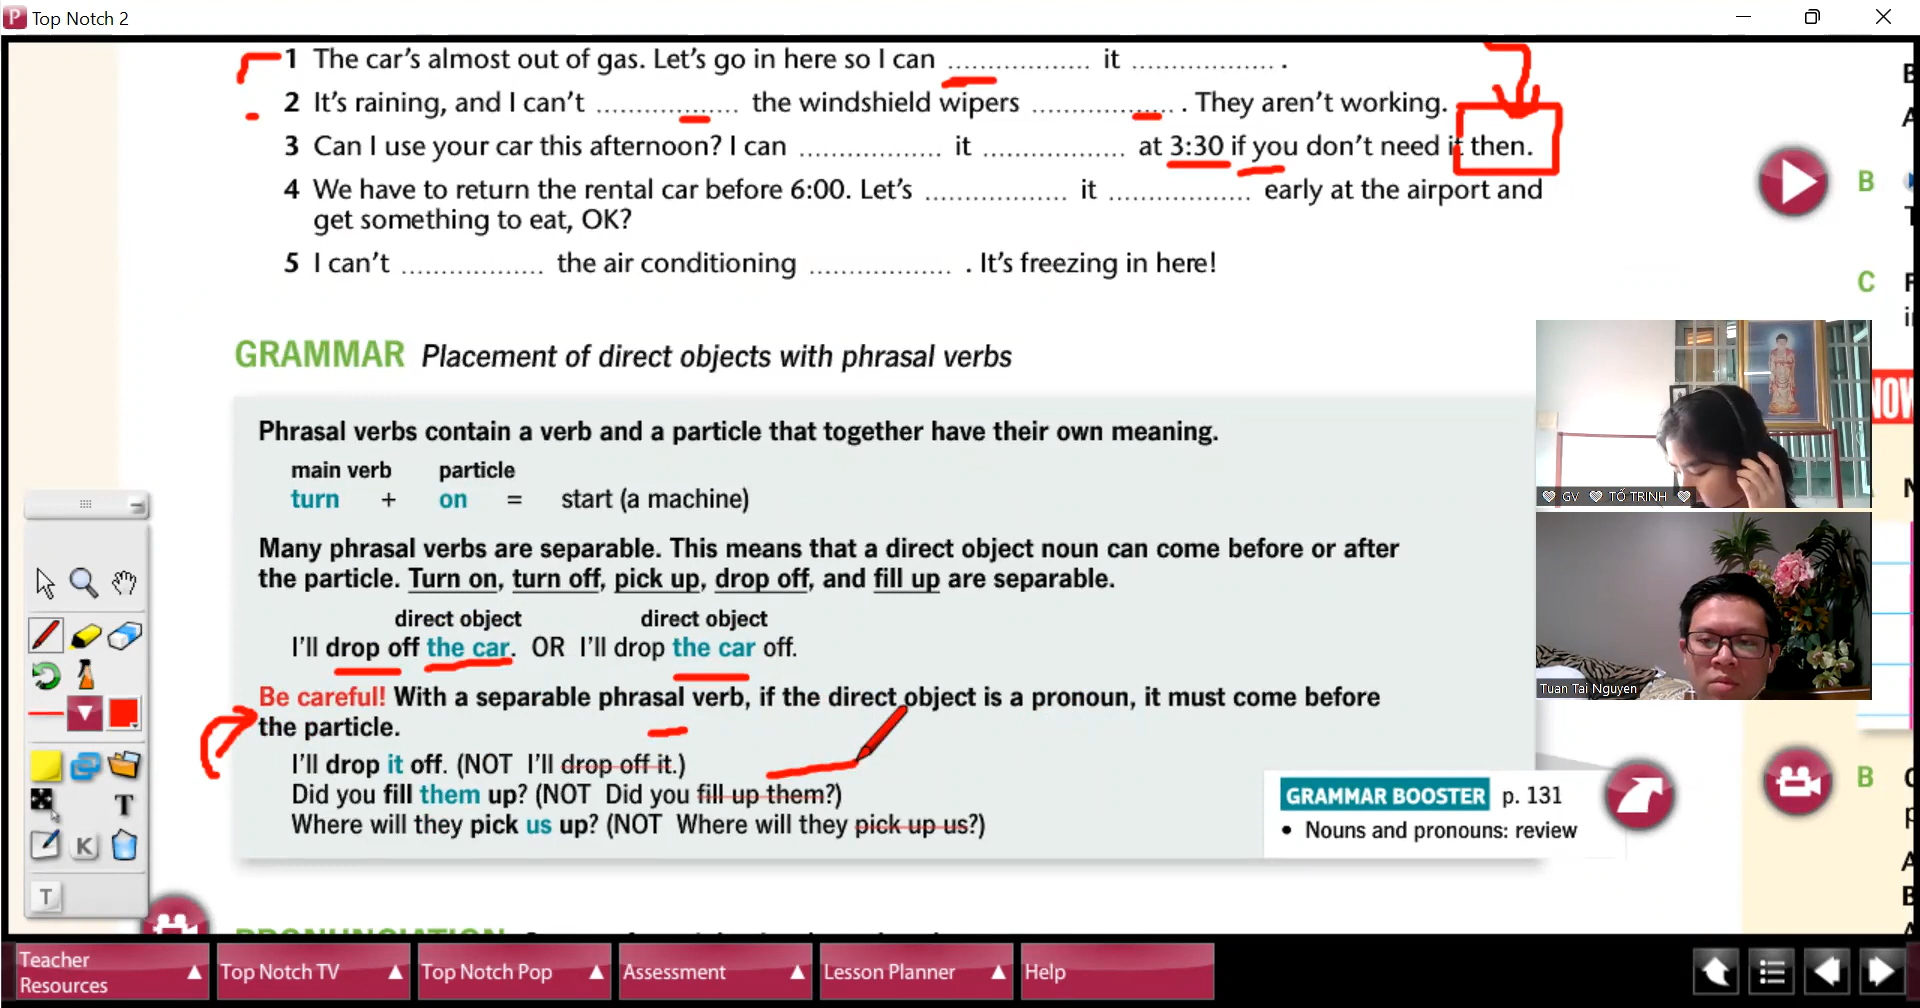 Top Notch 2
1 The car's almost out of gas. Let's go in here so I can ................. it ................. .
2 It's raining, and I can't ................. the windshield wipers ................. . They aren't working.
3 Can I use your car this afternoon? I can ................. it ................. at 3:30 if you don't need it then.
4 We have to return the rental car before 6:00. Let's ................. it ................. early at the airport and
get something to eat, OK?
5 I can't ................. the air conditioning ................. . It's freezing in here!
B
C
GRAMMAR Placement of direct objects with phrasal verbs
NOW
Phrasal verbs contain a verb and a particle that together have their own meaning.
main verb particle
turn + on = start (a machine)
GV TỐ TRINH
Many phrasal verbs are separable. This means that a direct object noun can come before or after
the particle. Turn on, turn off, pick up, drop off, and fill up are separable.
direct object direct object
I'll drop off the car. OR I'll drop the car off.
Tuan Tai Nguyen
Be careful! With a separable phrasal verb, if the direct object is a pronoun, it must come before
the particle.
I'll drop it off. (NOT I'll drop off it.)
Did you fill them up? (NOT Did you fill up them?)
Where will they pick us up? (NOT Where will they pick up us?)
GRAMMAR BOOSTER p. 131
• Nouns and pronouns: review
B
T
K
T
Teacher
Resources
Top Notch TV
Top Notch Pop
Assessment
Lesson Planner
Help